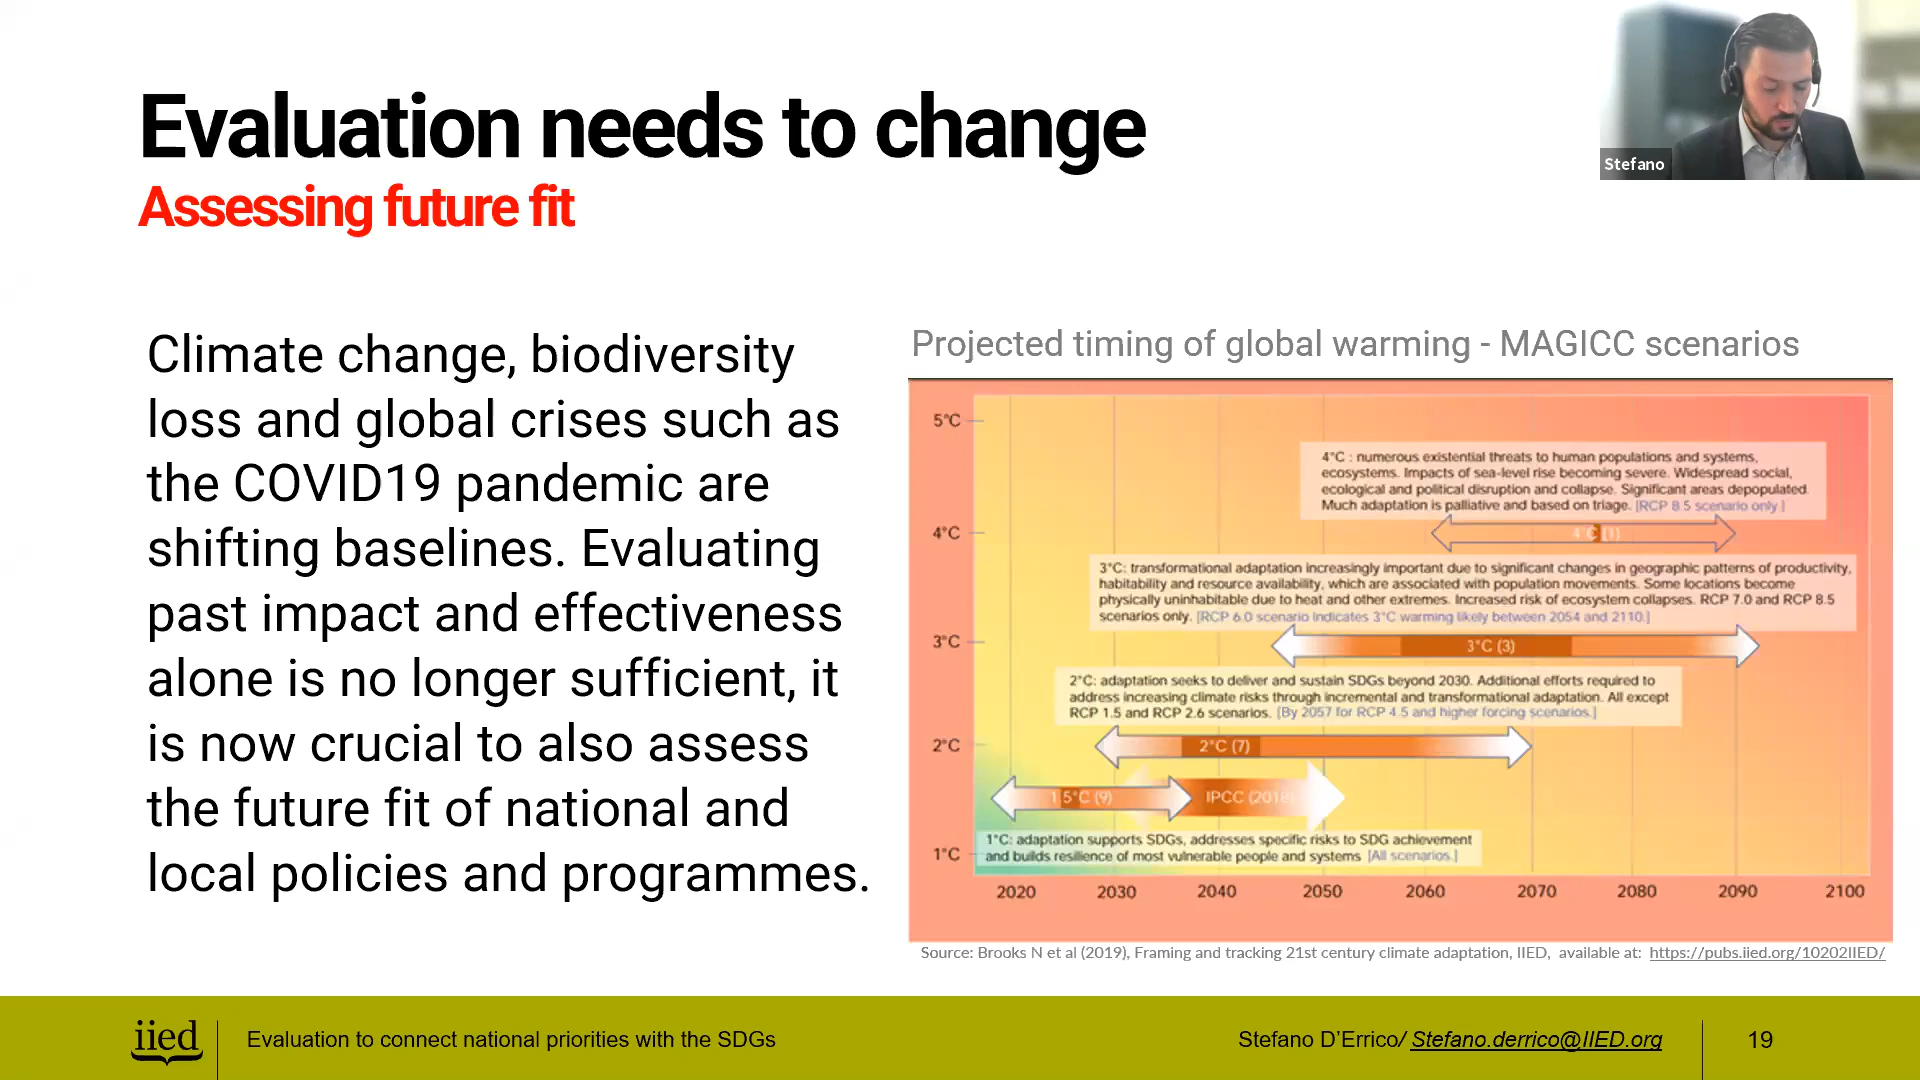 Evaluation needs to change
Assessing future fit
Stefano
Climate change, biodiversity
loss and global crises such as
the COVID19 pandemic are
shifting baselines. Evaluating
past impact and effectiveness
alone is no longer sufficient, it
is now crucial to also assess
the future fit of national and
local policies and programmes.
Projected timing of global warming - MAGICC scenarios
5°C
4°C : numerous existential threats to human populations and systems,
ecosystems. Impacts of sea-level rise becoming severe. Widespread social,
ecological and political disruption and collapse. Significant areas depopulated.
Much adaptation is palliative and based on triage. [RCP 8.5 scenario only.]
4°C
4°C (1)
3°C: transformational adaptation increasingly important due to significant changes in geographic patterns of productivity,
habitability and resource availability, which are associated with population movements. Some locations become
physically uninhabitable due to heat and other extremes. Increased risk of ecosystem collapses. RCP 7.0 and RCP 8.5
scenarios only. [RCP 6.0 scenario indicates 3°C warming likely between 2054 and 2110.]
3°C
3°C (3)
2°C: adaptation seeks to deliver and sustain SDGs beyond 2030. Additional efforts required to
address increasing climate risks through incremental and transformational adaptation. All except
RCP 1.5 and RCP 2.6 scenarios. [By 2057 for RCP 4.5 and higher forcing scenarios.]
2°C
2°C (7)
1.5°C (9)
IPCC (2018)
1°C: adaptation supports SDGs, addresses specific risks to SDG achievement
and builds resilience of most vulnerable people and systems [All scenarios.]
1°C
2020 2030 2040 2050 2060 2070 2080 2090 2100
Source: Brooks N et al (2019), Framing and tracking 21st century climate adaptation, IIED, available at: https://pubs.iied.org/10202IIED/
iied
Evaluation to connect national priorities with the SDGs
Stefano D'Errico/ Stefano.derrico@IIED.org
19